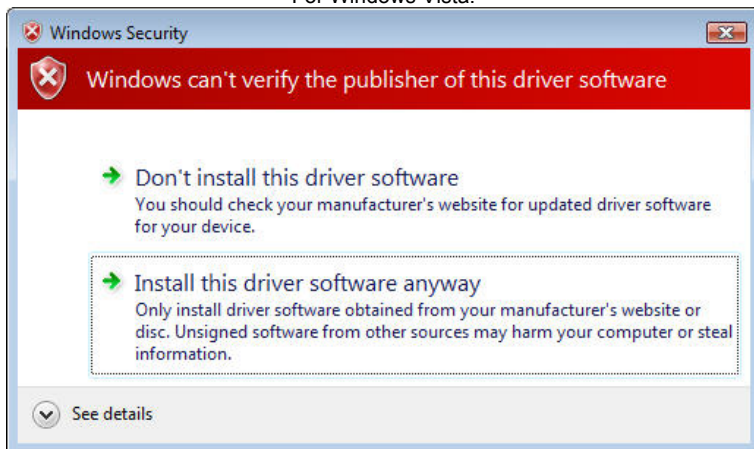 For Windows Vista:
Windows Security
Windows can't verify the publisher of this driver software
Don't install this driver software
You should check your manufacturer's website for updated driver software
for your device.
Install this driver software anyway
Only install driver software obtained from your manufacturer's website or
disc. Unsigned software from other sources may harm your computer or steal
information.
See details